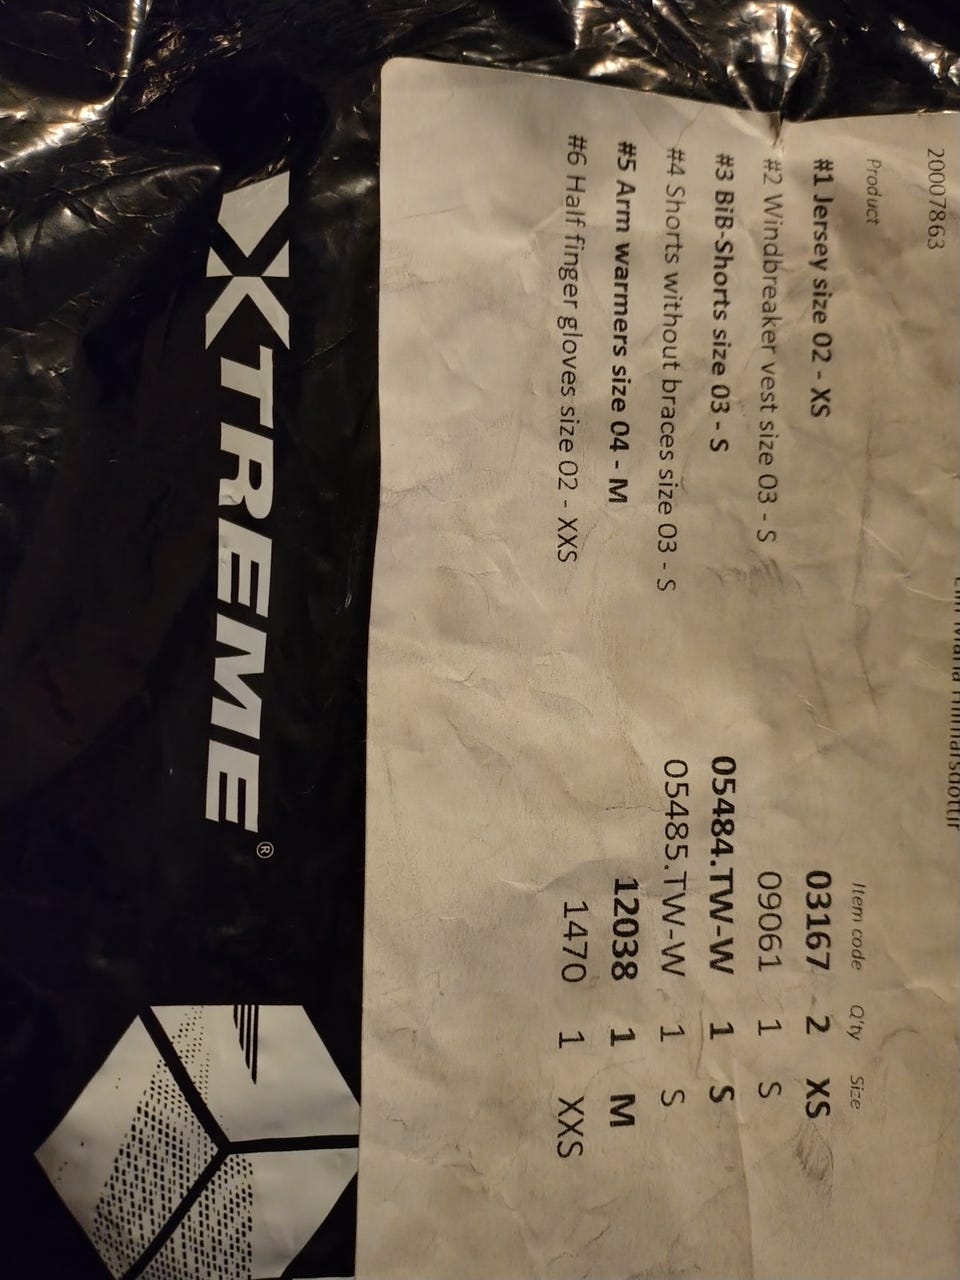 20007863
Product Item code Q'ty Size
#1 Jersey size 02 - XS 03167 2 XS
#2 Windbreaker vest size 03 - S 09061 1 S
#3 BiB-Shorts size 03 - S 05484.TW-W 1 S
#4 Shorts without braces size 03 - S 05485.TW-W 1 S
#5 Arm warmers size 04 - M 12038 1 M
#6 Half finger gloves size 02 - XXS 1470 1 XXS
XTREME®